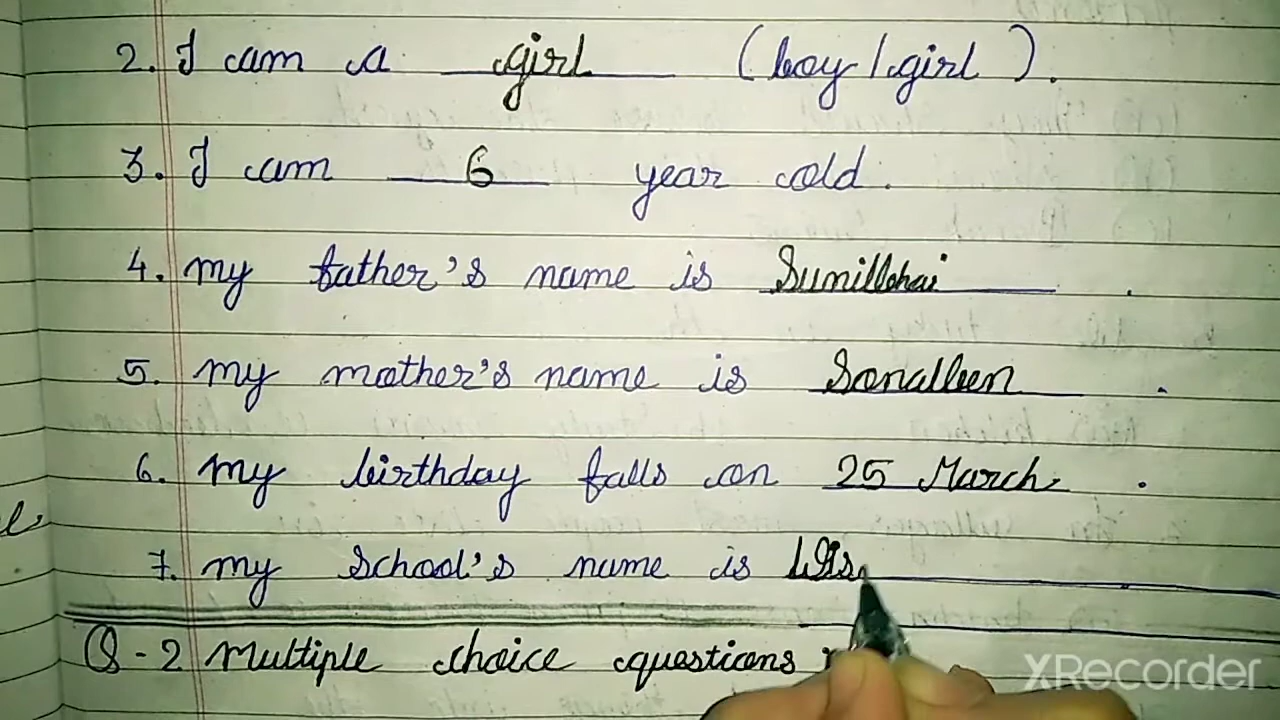 2. I am a girl (boy/girl).
3. I am 6 year old.
4. my father's name is Sunilbhai .
5. my mother's name is Sonalben .
6. my birthday falls on 25 March .
7. my school's name is
Q-2 Multiple choice questions
XRecorder